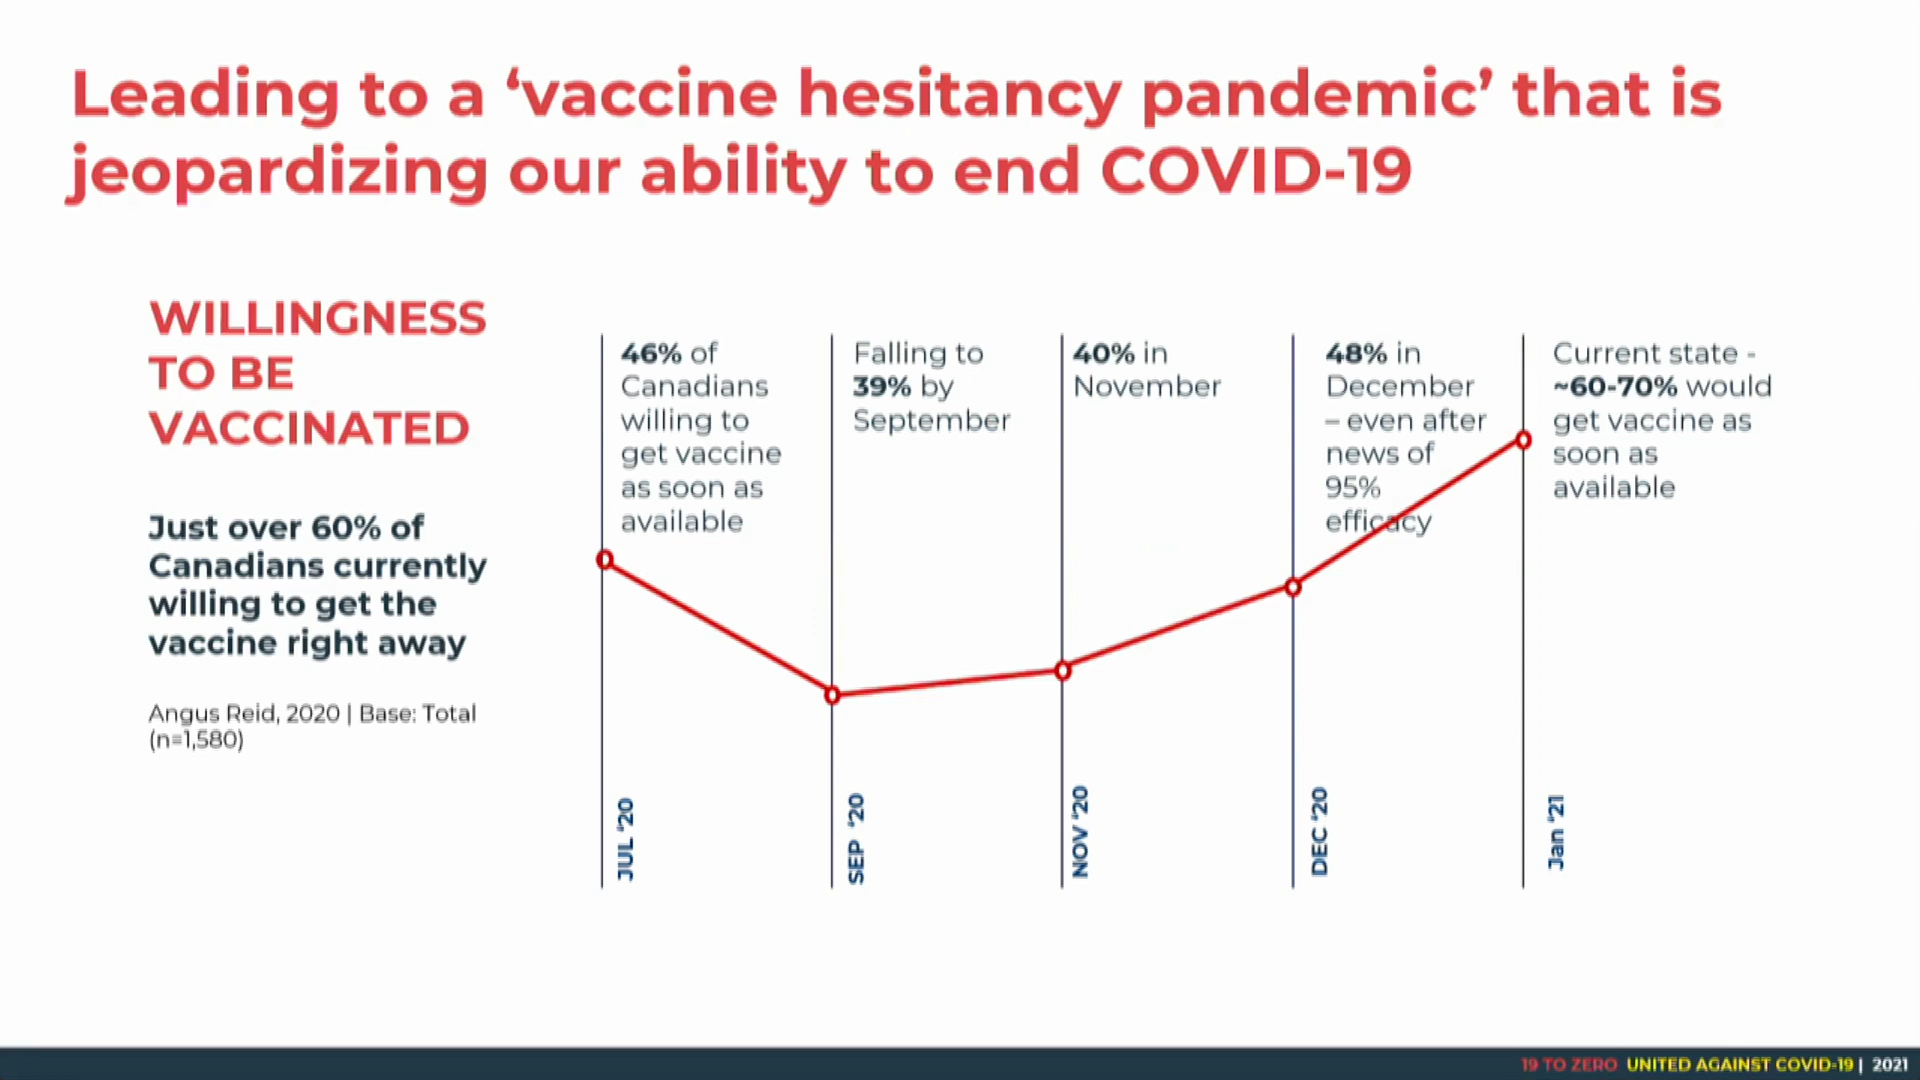 Leading to a ‘vaccine hesitancy pandemic’ that is
jeopardizing our ability to end COVID-19
WILLINGNESS
TO BE
VACCINATED
Just over 60% of
Canadians currently
willing to get the
vaccine right away
Angus Reid, 2020 | Base: Total
(n=1,580)
46% of
Canadians
willing to
get vaccine
as soon as
available
Falling to
39% by
September
40% in
November
48% in
December
– even after
news of
95%
efficacy
Current state -
~60-70% would
get vaccine as
soon as
available
JUL ‘20
SEP ‘20
NOV ‘20
DEC ‘20
Jan ‘21
19 TO ZERO UNITED AGAINST COVID-19 | 2021